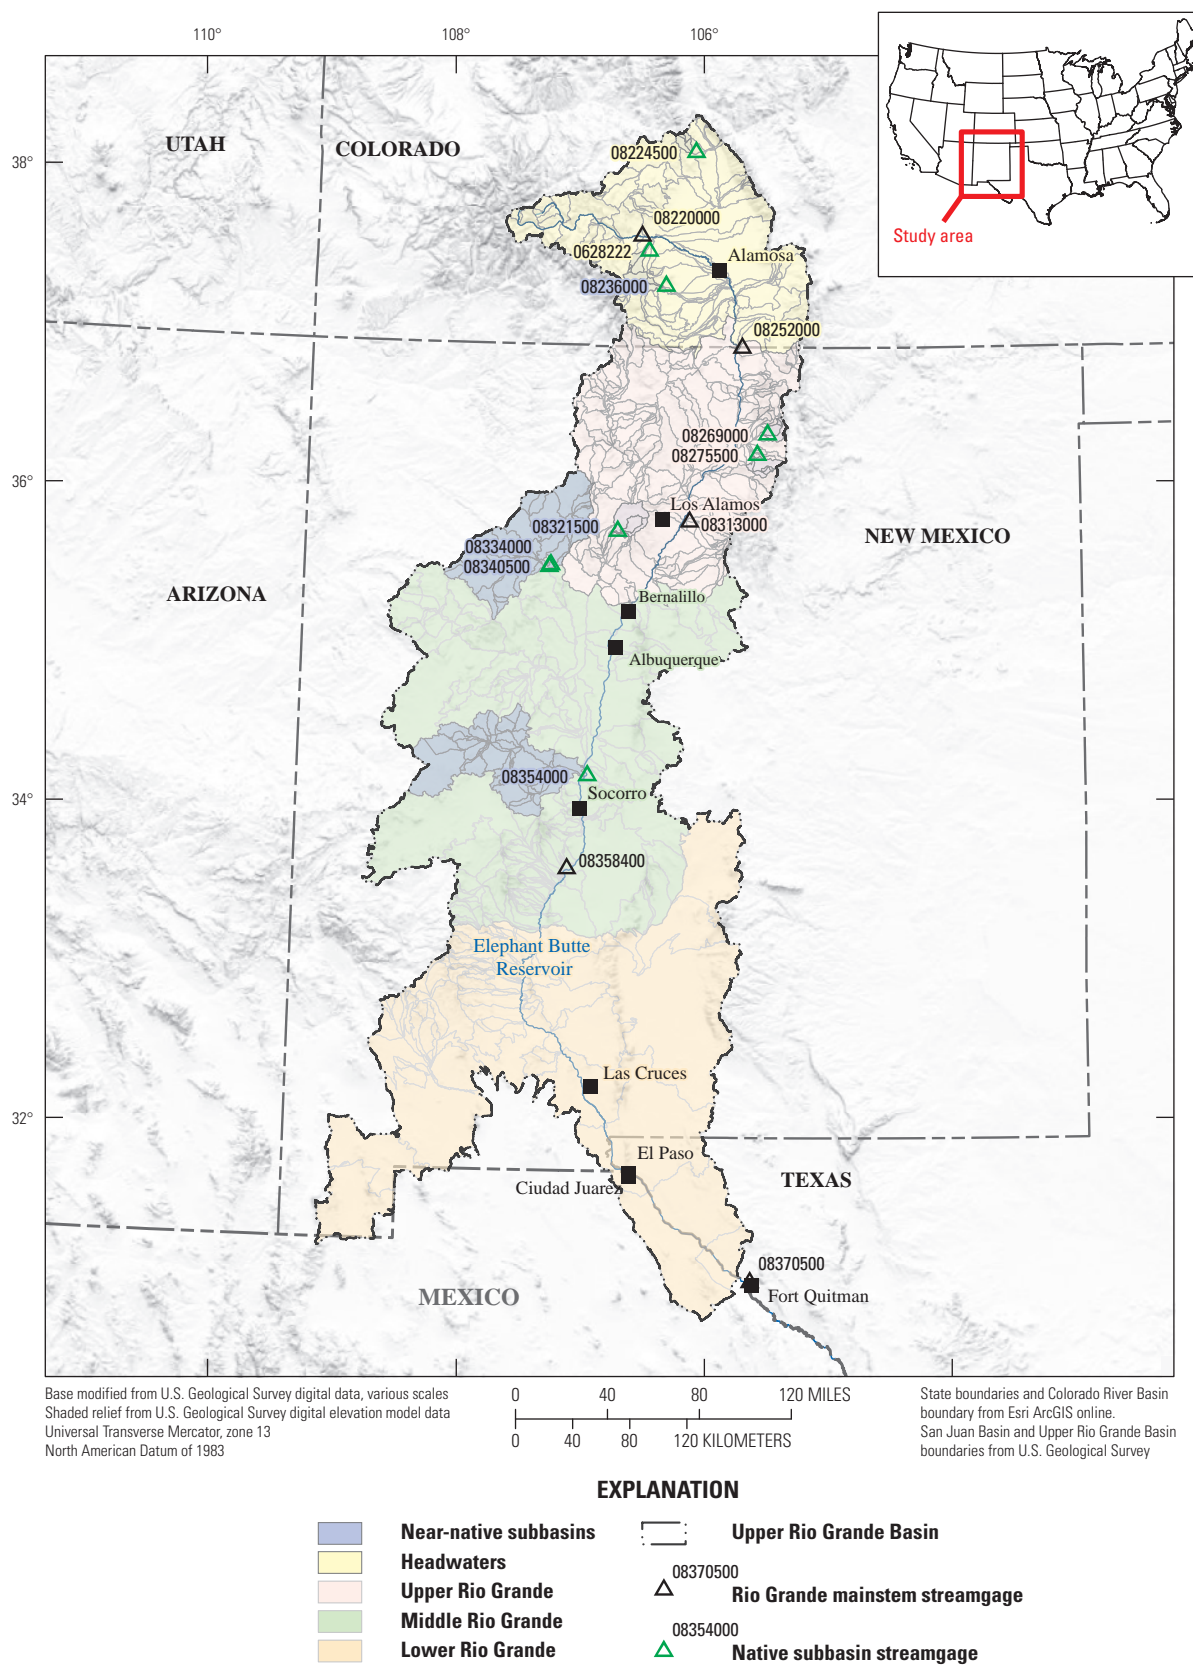 110°
108°
106°
38°
36°
34°
32°
UTAH
COLORADO
ARIZONA
NEW MEXICO
TEXAS
MEXICO
Study area
08224500
08220000
0628222
Alamosa
08236000
08252000
08269000
08275500
Los Alamos
08321500
08313000
08334000
08340500
Bernalillo
Albuquerque
08354000
Socorro
08358400
Elephant Butte
Reservoir
Las Cruces
El Paso
Ciudad Juarez
08370500
Fort Quitman
Base modified from U.S. Geological Survey digital data, various scales
Shaded relief from U.S. Geological Survey digital elevation model data
Universal Transverse Mercator, zone 13
North American Datum of 1983
0 40 80 120 MILES
0 40 80 120 KILOMETERS
State boundaries and Colorado River Basin
boundary from Esri ArcGIS online.
San Juan Basin and Upper Rio Grande Basin
boundaries from U.S. Geological Survey
EXPLANATION
Near-native subbasins
Headwaters
Upper Rio Grande
Middle Rio Grande
Lower Rio Grande
Upper Rio Grande Basin
08370500
Rio Grande mainstem streamgage
08354000
Native subbasin streamgage